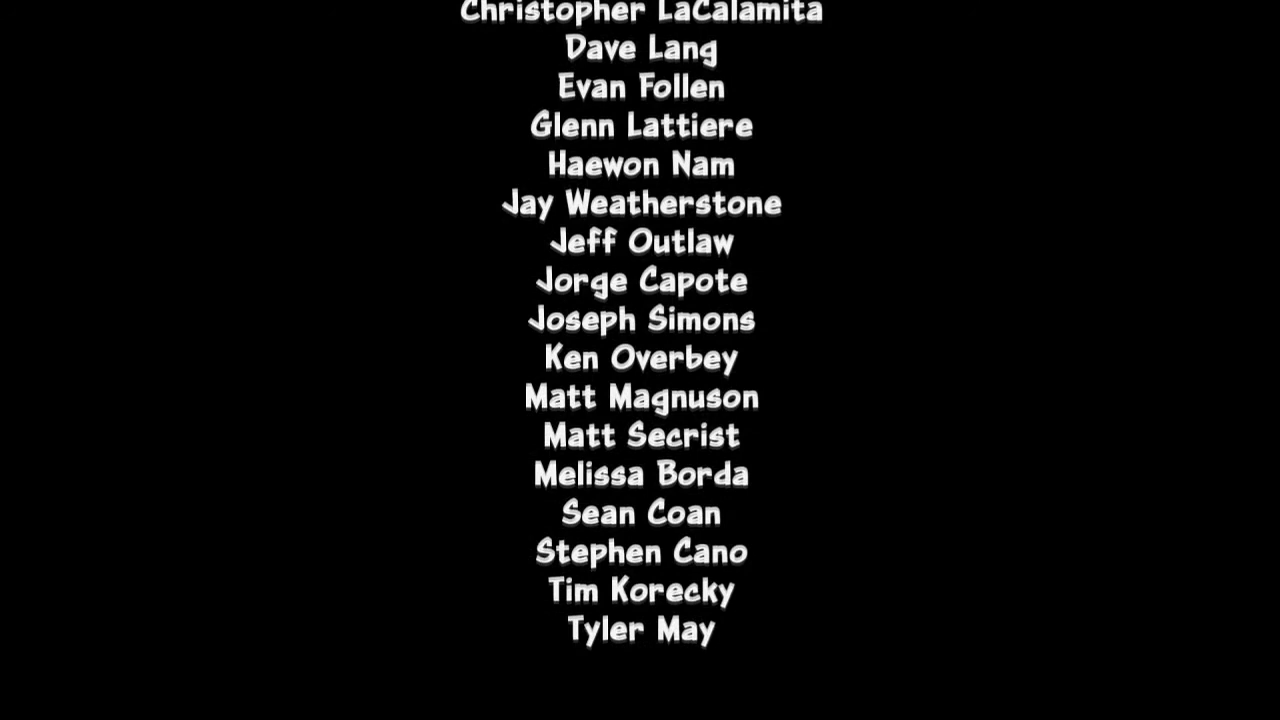 Christopher LaCalamita
Dave Lang
Evan Follen
Glenn Lattiere
Haewon Nam
Jay Weatherstone
Jeff Outlaw
Jorge Capote
Joseph Simons
Ken Overbey
Matt Magnuson
Matt Secrist
Melissa Borda
Sean Coan
Stephen Cano
Tim Korecky
Tyler May